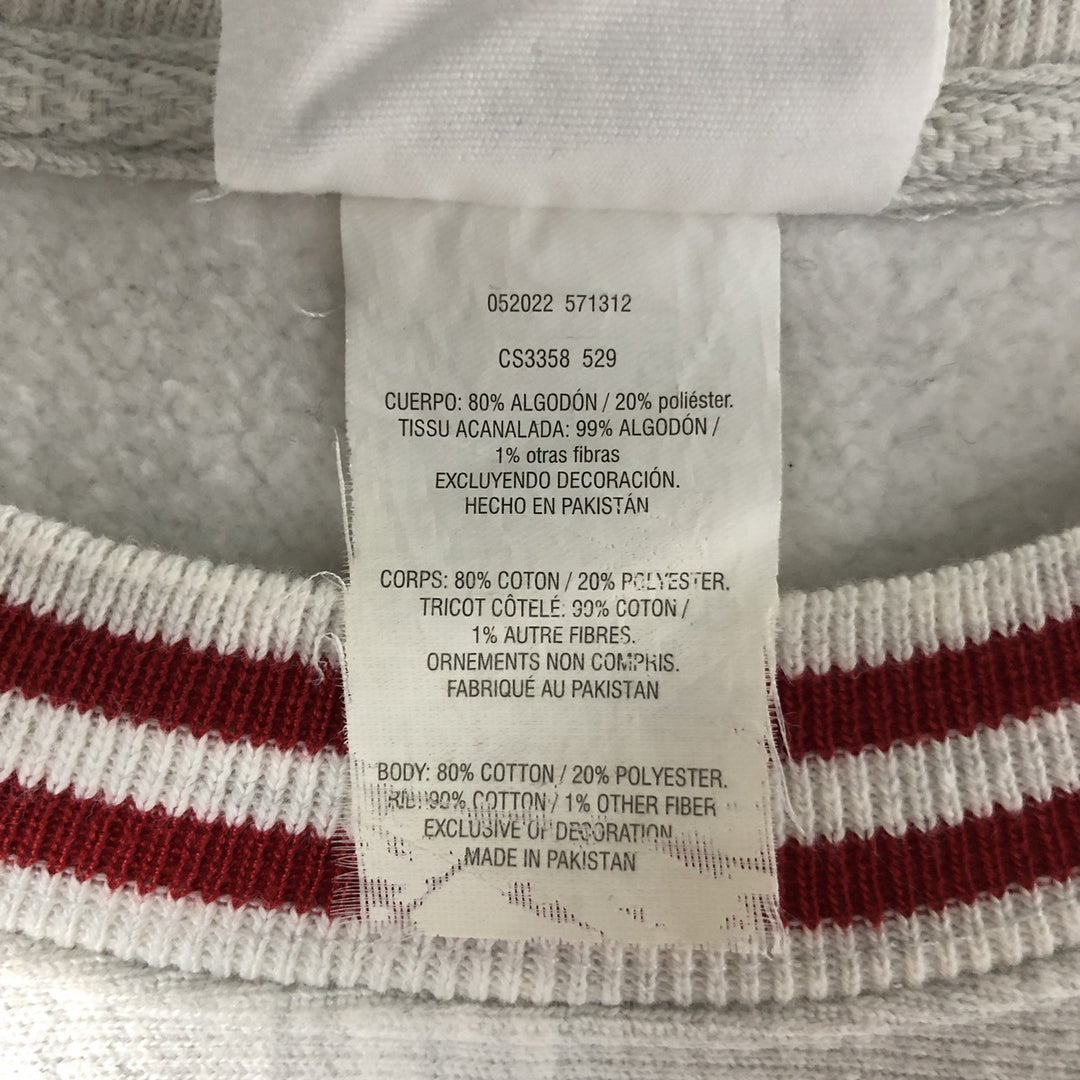 052022 571312
CS3358 529
CUERPO: 80% ALGODÓN / 20% poliéster.
TISSU ACANALADA: 99% ALGODÓN /
1% otras fibras
EXCLUYENDO DECORACIÓN.
HECHO EN PAKISTÁN
CORPS: 80% COTON / 20% POLYESTER.
TRICOT CÔTELÉ: 99% COTON /
1% AUTRE FIBRES.
ORNEMENTS NON COMPRIS.
FABRIQUÉ AU PAKISTAN
BODY: 80% COTTON / 20% POLYESTER.
RIB: 99% COTTON / 1% OTHER FIBER
EXCLUSIVE OF DECORATION
MADE IN PAKISTAN